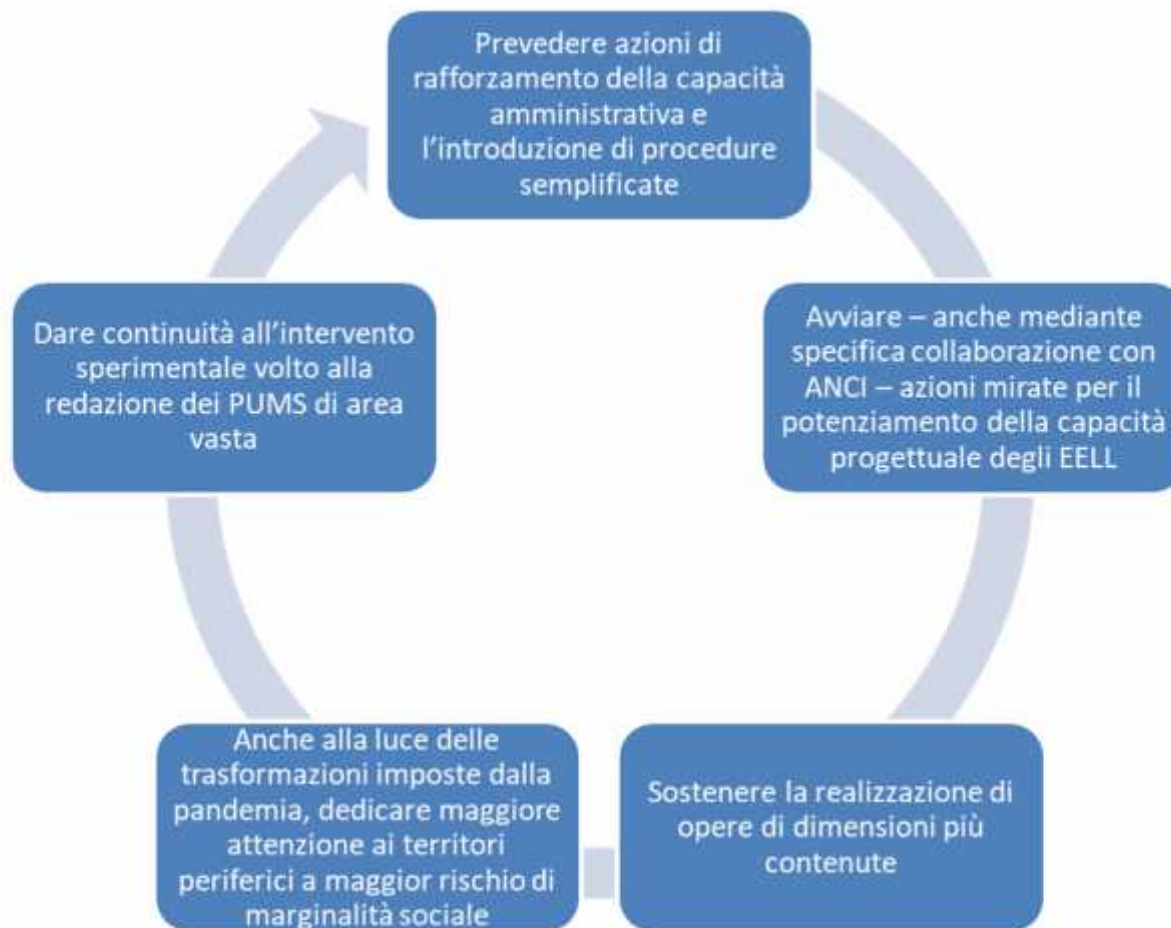 Prevedere azioni di
rafforzamento della capacità
amministrativa e
l'introduzione di procedure
semplificate
Avviare – anche mediante
specifica collaborazione con
ANCI – azioni mirate per il
potenziamento della capacità
progettuale degli EELL
Sostenere la realizzazione di
opere di dimensioni più
contenute
Anche alla luce delle
trasformazioni imposte dalla
pandemia, dedicare maggiore
attenzione ai territori
periferici a maggior rischio di
marginalità sociale
Dare continuità all'intervento
sperimentale volto alla
redazione dei PUMS di area
vasta